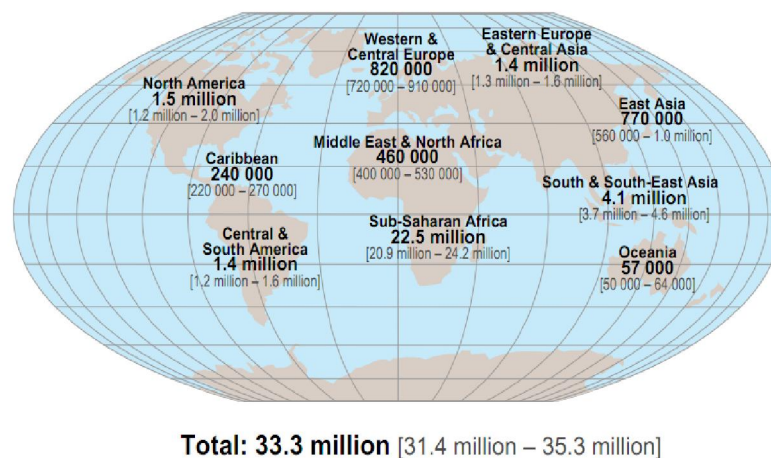 Western &
Central Europe
820 000
[720 000 – 910 000]
Eastern Europe
& Central Asia
1.4 million
[1.3 million – 1.6 million]
North America
1.5 million
[1.2 million – 2.0 million]
East Asia
770 000
[560 000 – 1.0 million]
Middle East & North Africa
460 000
[400 000 – 530 000]
Caribbean
240 000
[220 000 – 270 000]
South & South-East Asia
4.1 million
[3.7 million – 4.6 million]
Sub-Saharan Africa
22.5 million
[20.9 million – 24.2 million]
Central &
South America
1.4 million
[1.2 million – 1.6 million]
Oceania
57 000
[50 000 – 64 000]
Total: 33.3 million [31.4 million – 35.3 million]